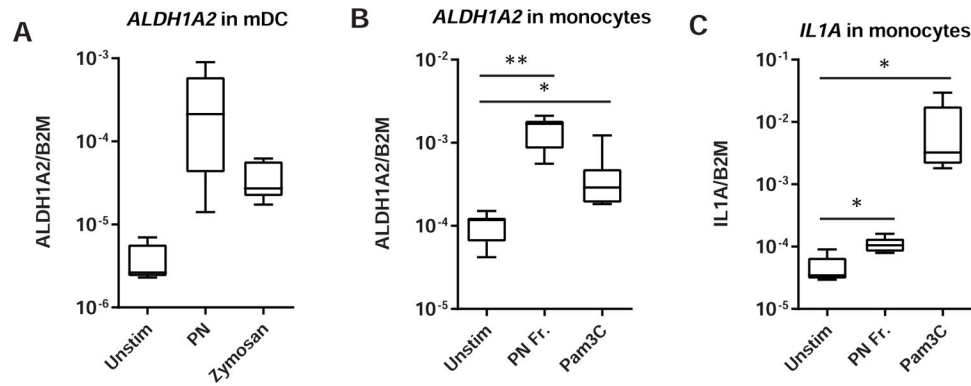 A
ALDH1A2 in mDC
ALDH1A2/B2M
10-3
10-4
10-5
10-6
Unstim
PN
Zymosan
B
ALDH1A2 in monocytes
ALDH1A2/B2M
10-2
10-3
10-4
10-5
**
*
Unstim
PN Fr.
Pam3C
C
IL1A in monocytes
IL1A/B2M
10-1
10-2
10-3
10-4
10-5
*
*
Unstim
PN Fr.
Pam3C